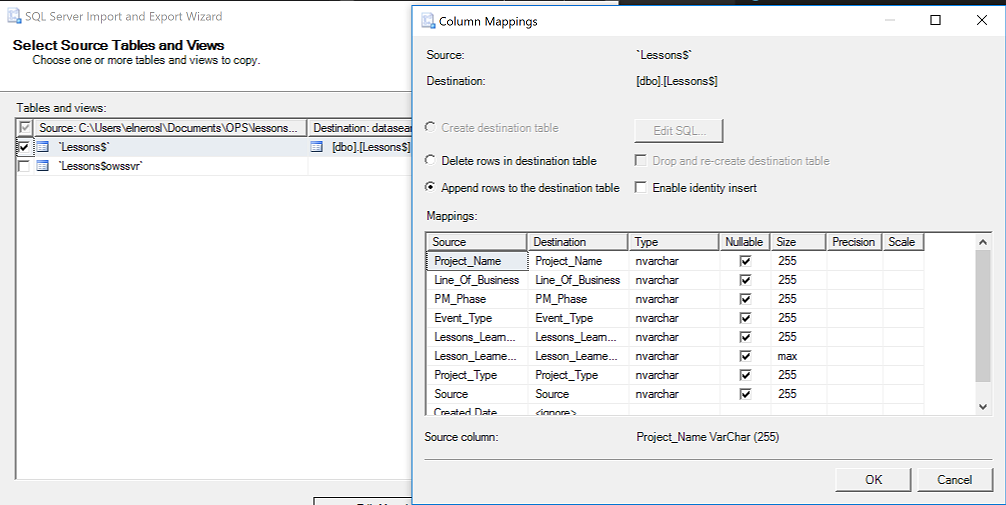 SQL Server Import and Export Wizard
Select Source Tables and Views
Choose one or more tables and views to copy.
Tables and views:
Source: C:\Users\elnerosl\Documents\OPS\lessons... Destination: datasear
`Lessons$` [dbo].[Lessons$]
`Lessons$owssvr`
Column Mappings
Source: `Lessons$`
Destination: [dbo].[Lessons$]
Create destination table Edit SQL...
Delete rows in destination table Drop and re-create destination table
Append rows to the destination table Enable identity insert
Mappings:
Source Destination Type Nullable Size Precision Scale
Project_Name Project_Name nvarchar 255
Line_Of_Business Line_Of_Business nvarchar 255
PM_Phase PM_Phase nvarchar 255
Event_Type Event_Type nvarchar 255
Lessons_Learn... Lessons_Learn... nvarchar 255
Lesson_Learne... Lesson_Learne... nvarchar max
Project_Type Project_Type nvarchar 255
Source Source nvarchar 255
Created Date <ignore>
Source column: Project_Name VarChar (255)
OK Cancel